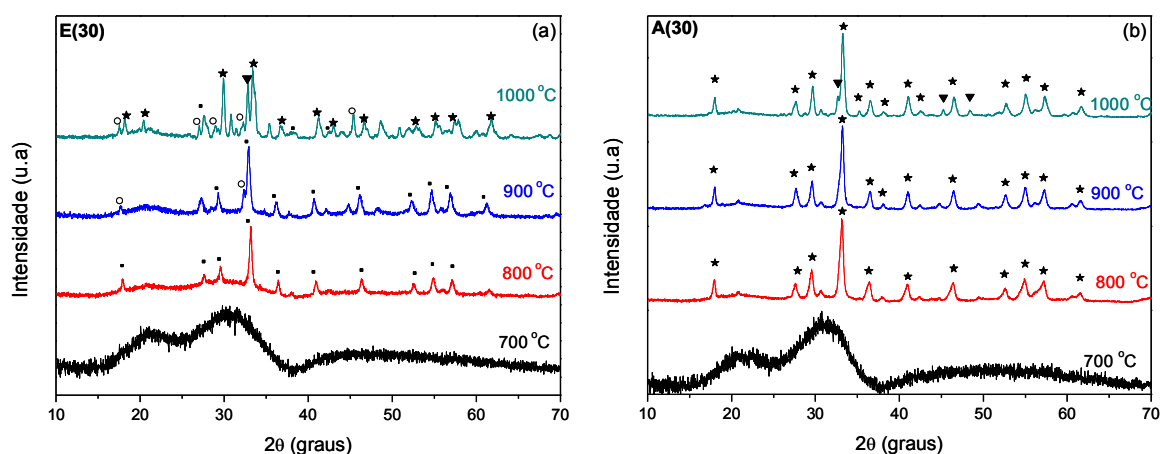 E(30)
(a)
1000 °C
900 °C
800 °C
700 °C
Intensidade (u.a)
10 20 30 40 50 60 70
2θ (graus)
A(30)
(b)
1000 °C
900 °C
800 °C
700 °C
Intensidade (u.a)
10 20 30 40 50 60 70
2θ (graus)